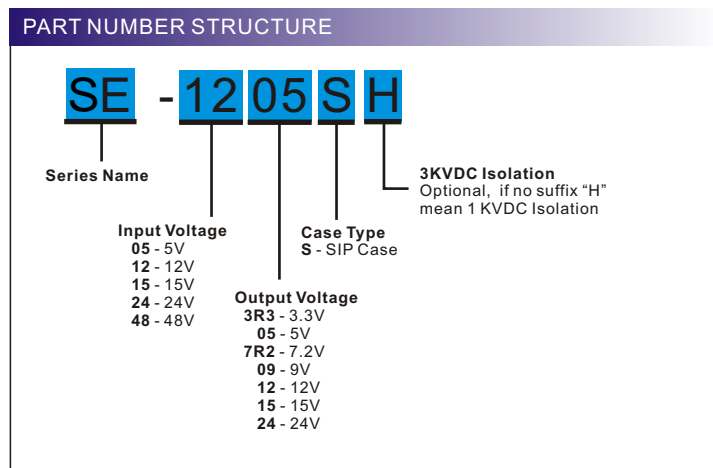 PART NUMBER STRUCTURE
SE - 12 05 S H
Series Name
3KVDC Isolation
Optional, if no suffix “H”
mean 1 KVDC Isolation
Input Voltage
05 - 5V
12 - 12V
15 - 15V
24 - 24V
48 - 48V
Case Type
S - SIP Case
Output Voltage
3R3 - 3.3V
05 - 5V
7R2 - 7.2V
09 - 9V
12 - 12V
15 - 15V
24 - 24V